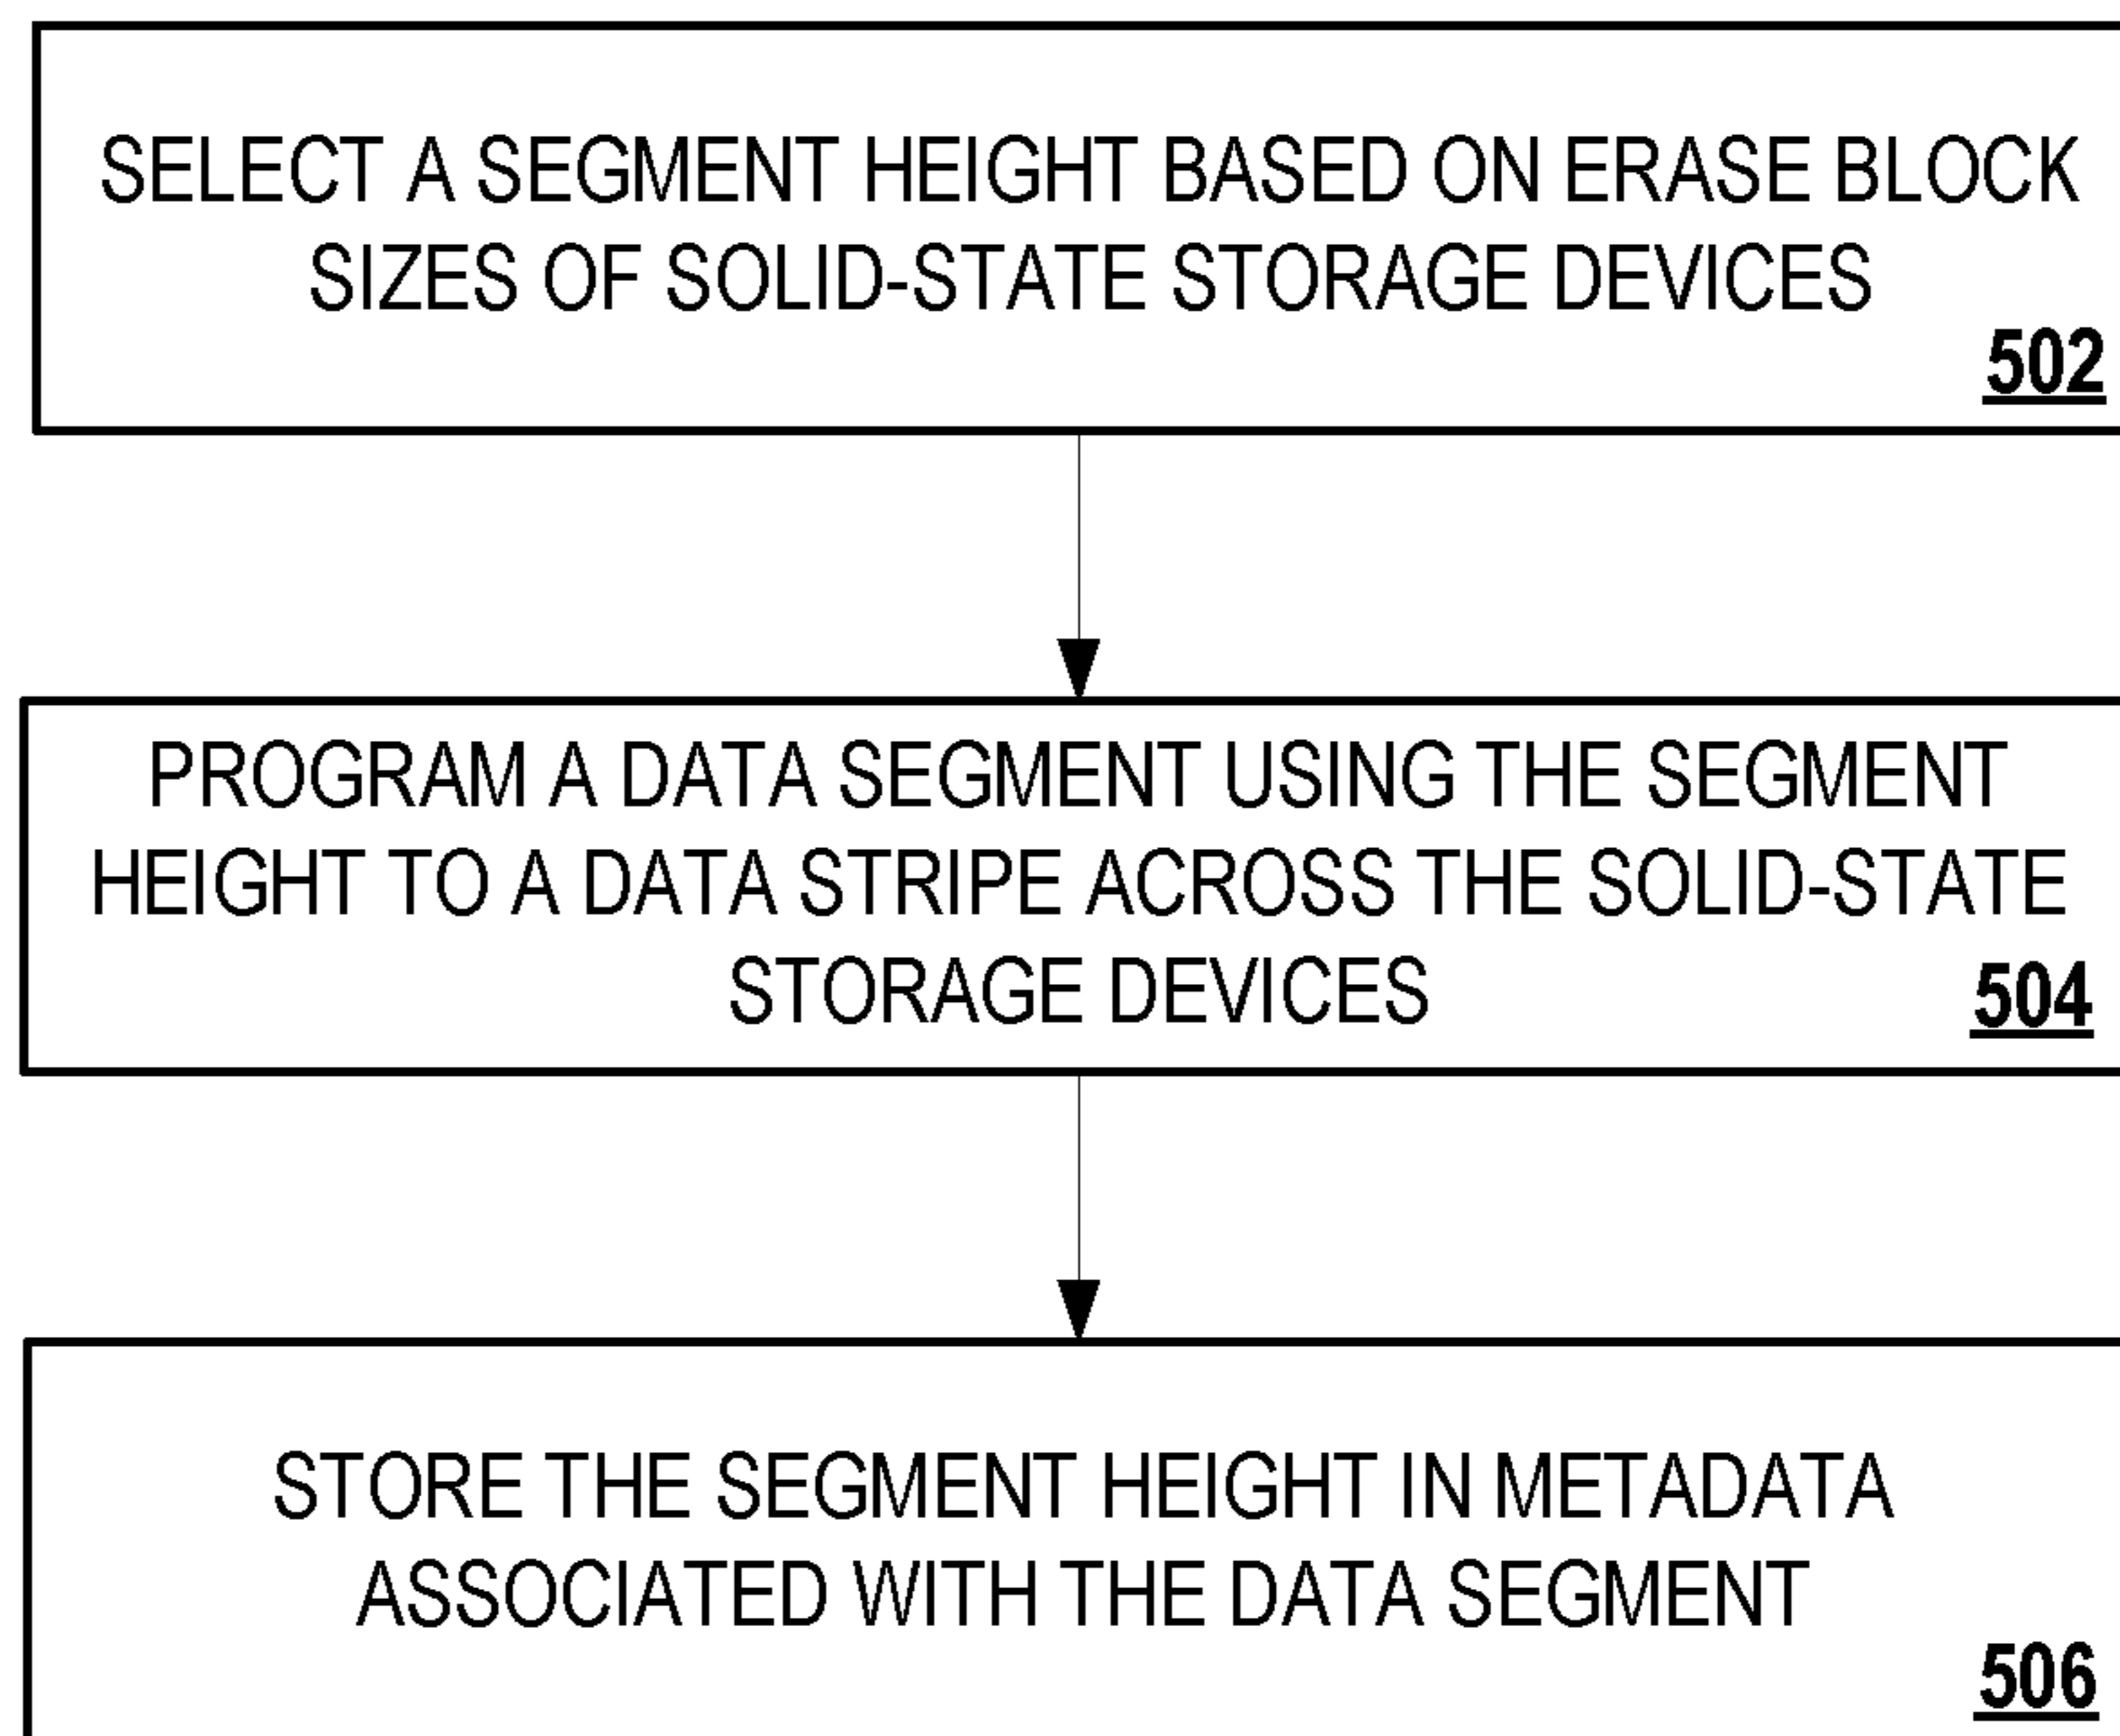 SELECT A SEGMENT HEIGHT BASED ON ERASE BLOCK
SIZES OF SOLID-STATE STORAGE DEVICES
502
PROGRAM A DATA SEGMENT USING THE SEGMENT
HEIGHT TO A DATA STRIPE ACROSS THE SOLID-STATE
STORAGE DEVICES
504
STORE THE SEGMENT HEIGHT IN METADATA
ASSOCIATED WITH THE DATA SEGMENT
506